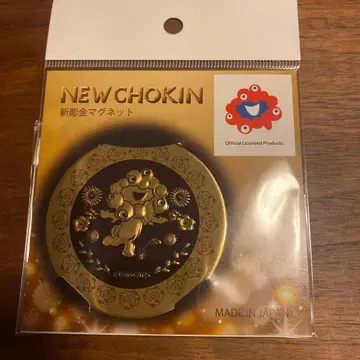 NEW CHOKIN
新彫金マグネット
Official Licensed Products
MADE IN JAPAN